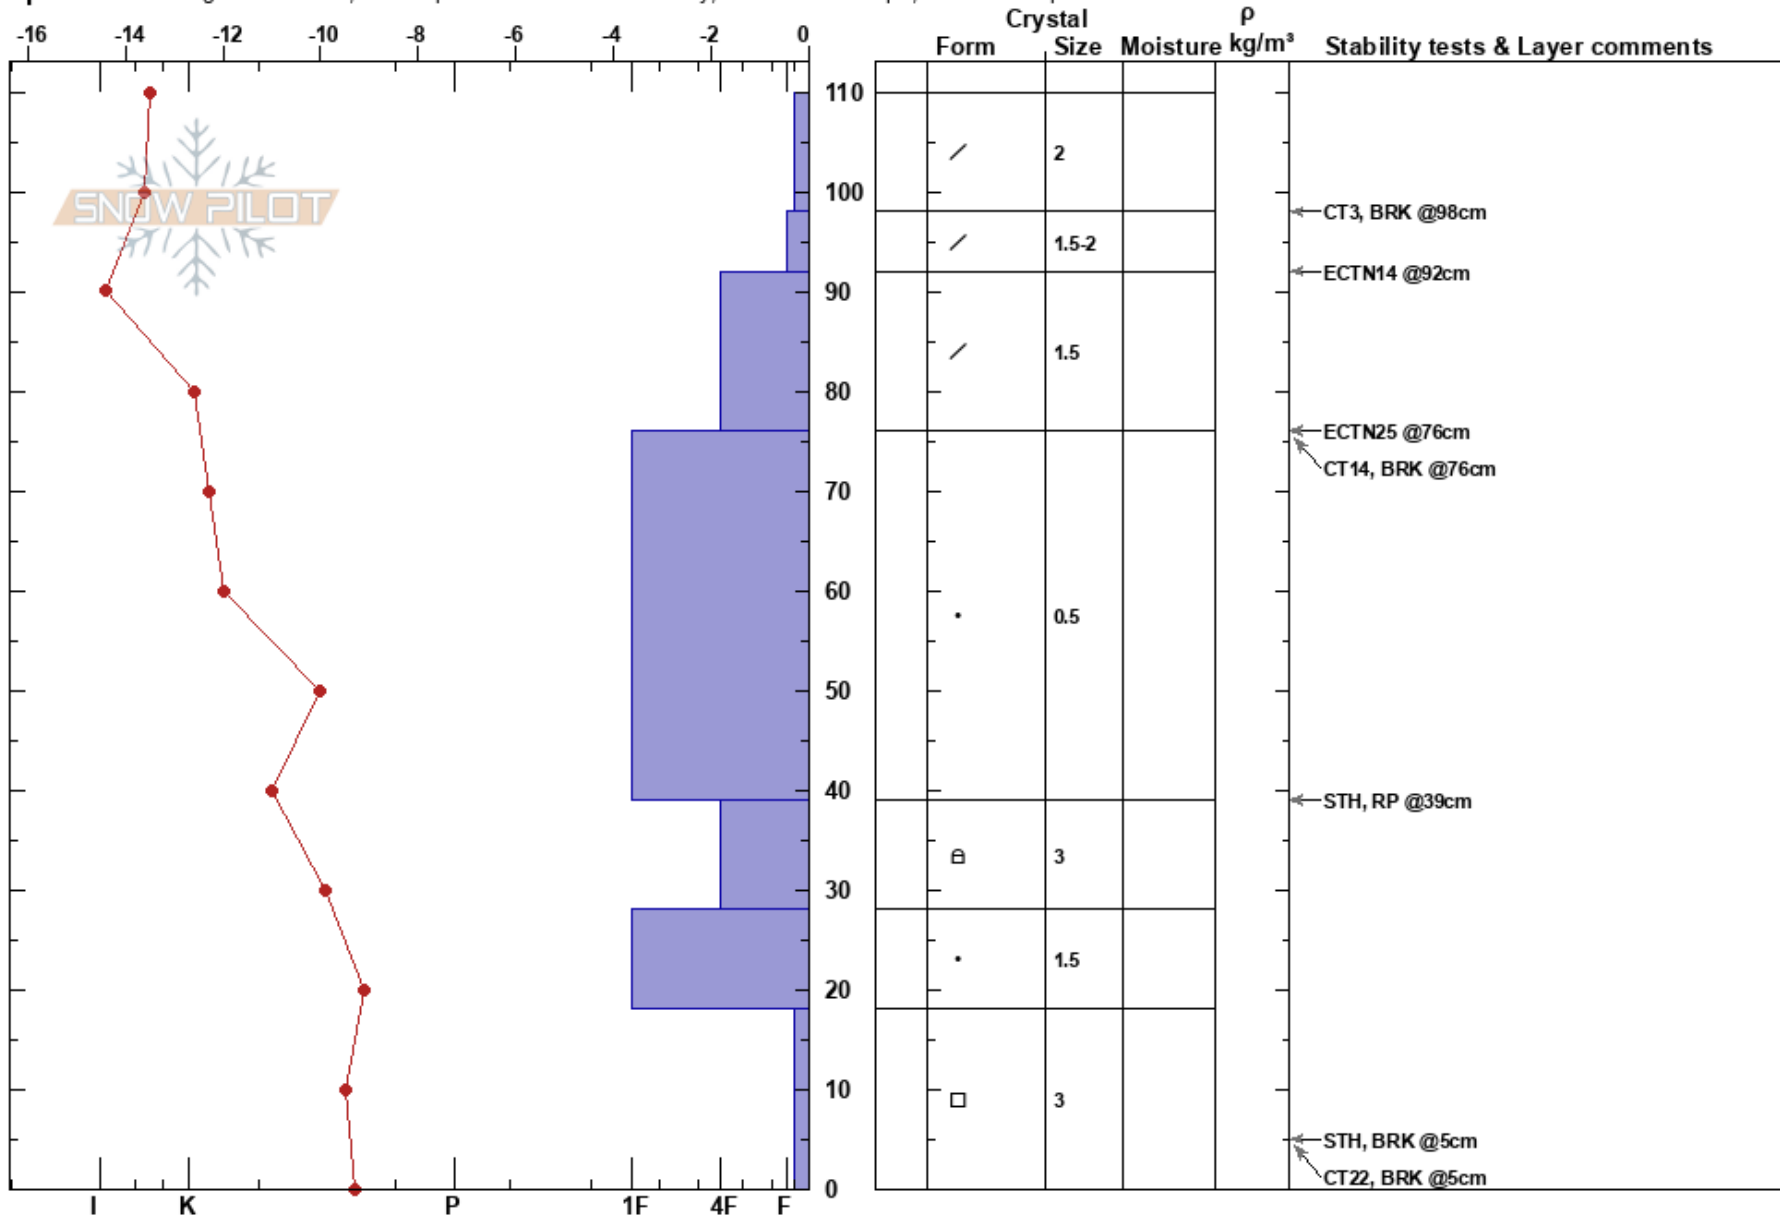 Crystal
ρ
-16 -14 -12 -10 -8 -6 -4 -2 0
Form Size Moisture kg/m³ Stability tests & Layer comments
110
SNOW PILOT
2
100
CT3, BRK @98cm
1.5-2
ECTN14 @92cm
90
1.5
80
ECTN25 @76cm
CT14, BRK @76cm
70
0.5
60
50
40
STH, RP @39cm
3
30
1.5
20
3
10
STH, BRK @5cm
CT22, BRK @5cm
0
I K P 1F 4F F